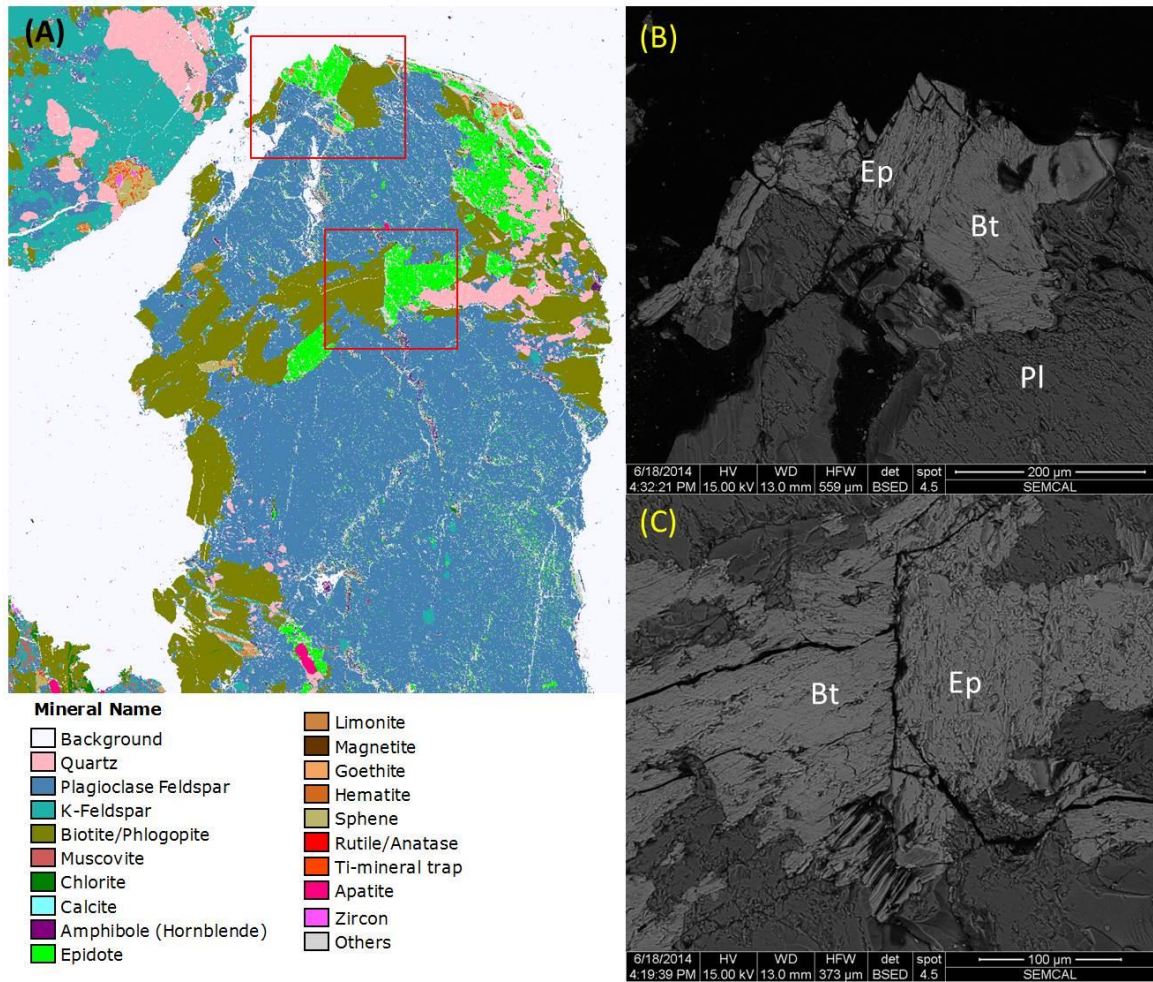 (A)
Mineral Name
Background
Quartz
Plagioclase Feldspar
K-Feldspar
Biotite/Phlogopite
Muscovite
Chlorite
Calcite
Amphibole (Hornblende)
Epidote
Limonite
Magnetite
Goethite
Hematite
Sphene
Rutile/Anatase
Ti-mineral trap
Apatite
Zircon
Others
(B)
Ep
Bt
Pl
6/18/2014 HV WD HFW det spot 200 µm
4:32:21 PM 15.00 kV 13.0 mm 559 µm BSED 4.5 SEMCAL
(C)
Bt
Ep
6/18/2014 HV WD HFW det spot 100 µm
4:19:39 PM 15.00 kV 13.0 mm 373 µm BSED 4.5 SEMCAL